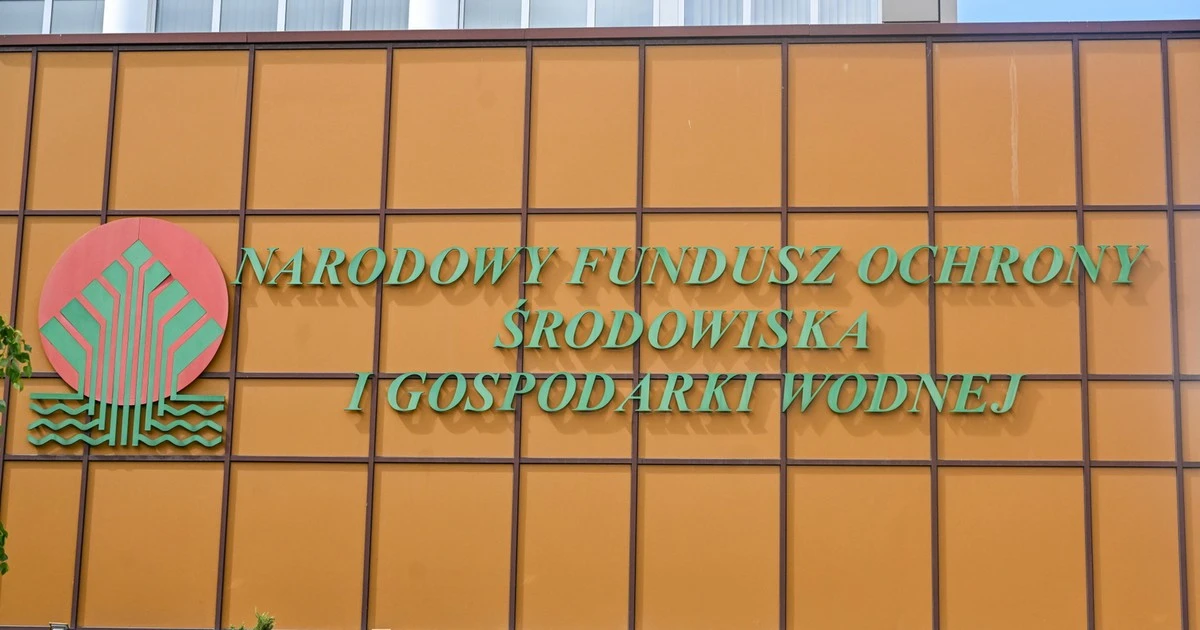 NARODOWY FUNDUSZ OCHRONY
ŚRODOWISKA
I GOSPODARKI WODNEJ